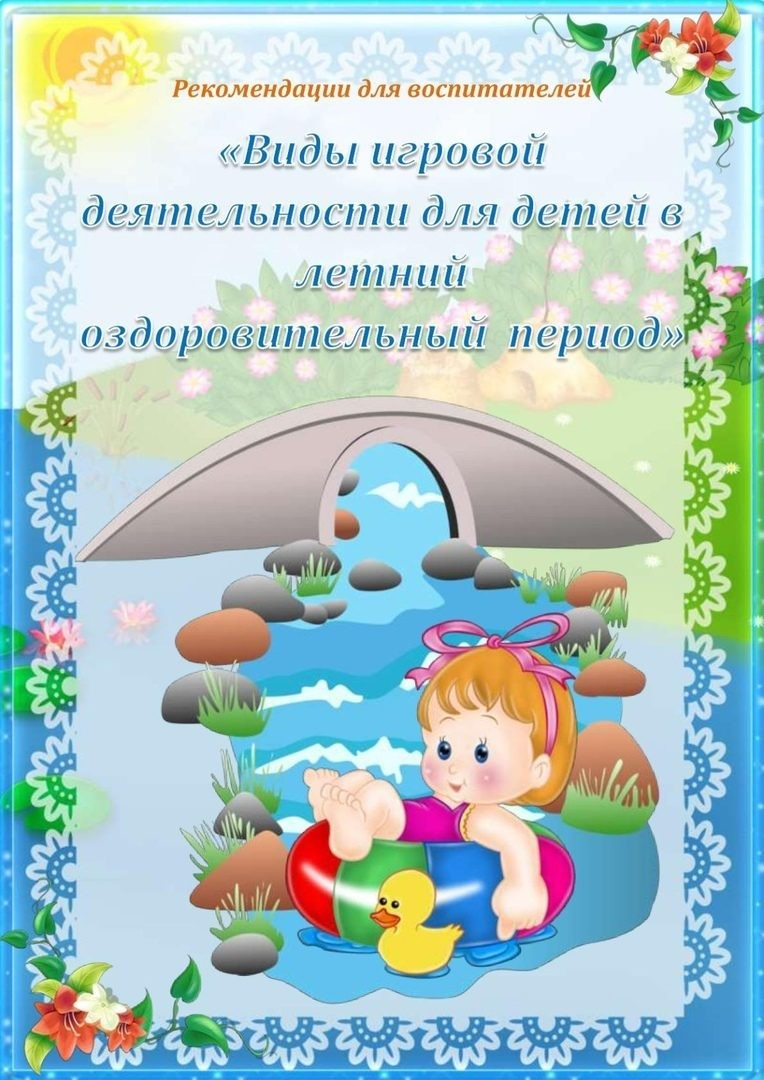 Рекомендации для воспитателей
«Виды игровой
деятельности для детей в
летний
оздоровительный период»